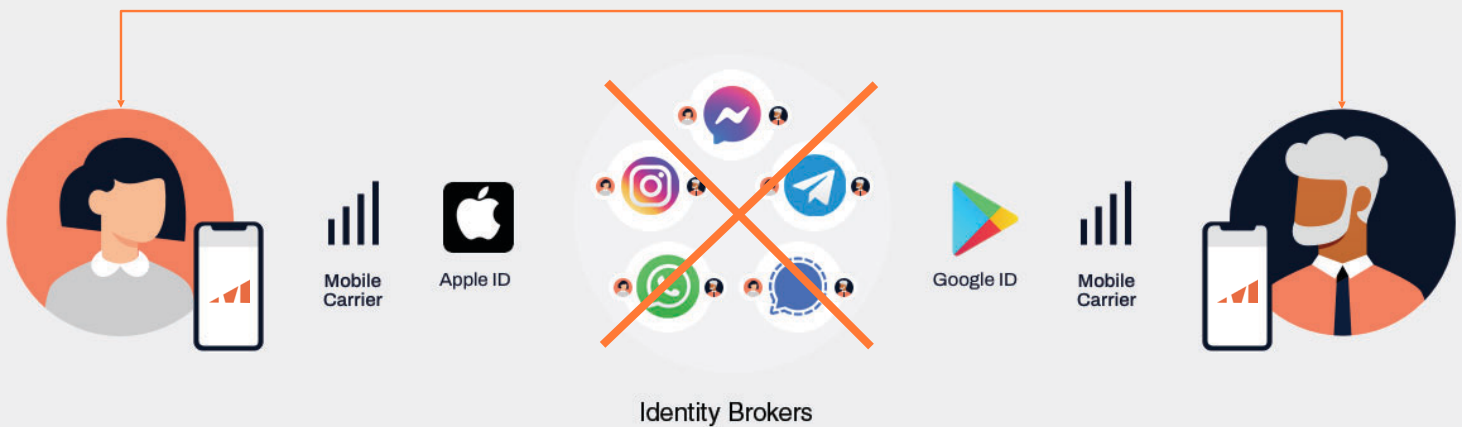 Mobile
Carrier
Apple ID
Google ID
Mobile
Carrier
Identity Brokers